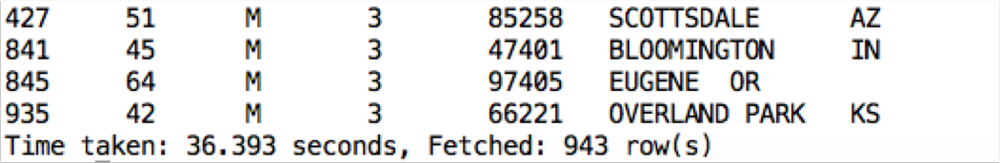 427 51 M 3 85258 SCOTTSDALE AZ
841 45 M 3 47401 BLOOMINGTON IN
845 64 M 3 97405 EUGENE OR
935 42 M 3 66221 OVERLAND PARK KS
Time taken: 36.393 seconds, Fetched: 943 row(s)